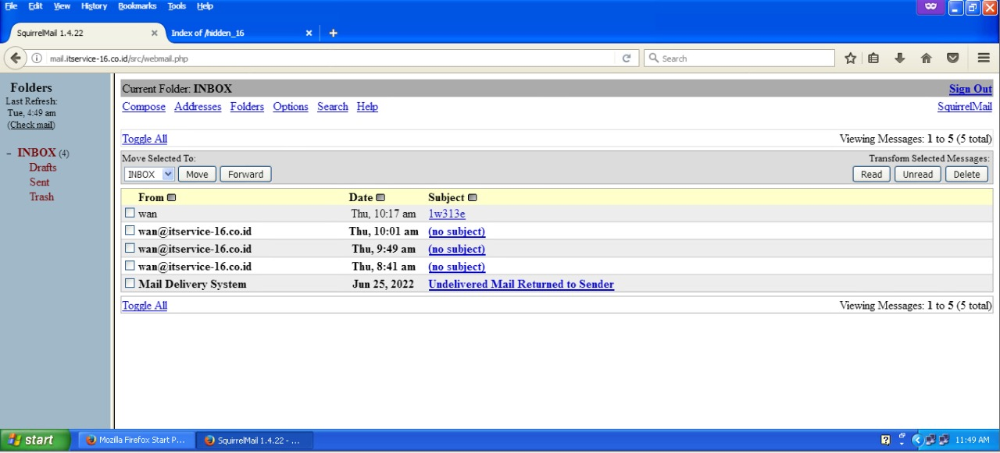 File Edit View History Bookmarks Tools Help
SquirrelMail 1.4.22 Index of /hidden_16
mail.itservice-16.co.id/src/webmail.php Search
Folders
Last Refresh:
Tue, 4:49 am
(Check mail)
– INBOX (4)
Drafts
Sent
Trash
Current Folder: INBOX Sign Out
Compose Addresses Folders Options Search Help SquirrelMail
Toggle All Viewing Messages: 1 to 5 (5 total)
Move Selected To: Transform Selected Messages:
INBOX Move Forward Read Unread Delete
From Date Subject
wan Thu, 10:17 am 1w313e
wan@itservice-16.co.id Thu, 10:01 am (no subject)
wan@itservice-16.co.id Thu, 9:49 am (no subject)
wan@itservice-16.co.id Thu, 8:41 am (no subject)
Mail Delivery System Jun 25, 2022 Undelivered Mail Returned to Sender
Toggle All Viewing Messages: 1 to 5 (5 total)
start Mozilla Firefox Start P... SquirrelMail 1.4.22 - ... 11:49 AM